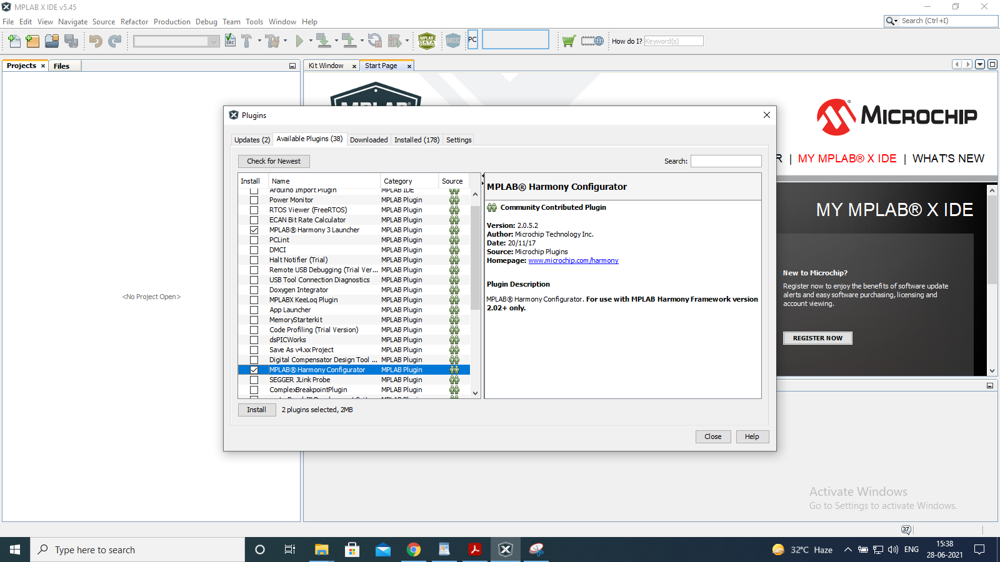 MPLAB X IDE v5.45
File Edit View Navigate Source Refactor Production Debug Team Tools Window Help
Search (Ctrl+I)
SRC
MPLAB DATA
MCC
PC
How do I? Keyword(s)
Projects
Files
Kit Window
Start Page
MPLAB®
MICROCHIP
R | MY MPLAB® X IDE | WHAT'S NEW
Plugins
Updates (2) Available Plugins (38) Downloaded Installed (178) Settings
Check for Newest
Search:
Install Name Category Source
Arduino Import Plugin MPLAB IDE
Power Monitor MPLAB Plugin
RTOS Viewer (FreeRTOS) MPLAB Plugin
ECAN Bit Rate Calculator MPLAB Plugin
MPLAB® Harmony 3 Launcher MPLAB Plugin
PCLint MPLAB Plugin
DMCI MPLAB Plugin
Halt Notifier (Trial) MPLAB Plugin
Remote USB Debugging (Trial Ver... MPLAB Plugin
USB Tool Connection Diagnostics MPLAB Plugin
Doxygen Integrator MPLAB Plugin
MPLABX KeeLoq Plugin MPLAB Plugin
App Launcher MPLAB Plugin
MemoryStarterkit MPLAB Plugin
Code Profiling (Trial Version) MPLAB Plugin
dsPICWorks MPLAB Plugin
Save As v4.xx Project MPLAB Plugin
Digital Compensator Design Tool ... MPLAB Plugin
MPLAB® Harmony Configurator MPLAB Plugin
SEGGER JLink Probe MPLAB Plugin
ComplexBreakpointPlugin MPLAB Plugin
Install
2 plugins selected, 2MB
MPLAB® Harmony Configurator
Community Contributed Plugin
Version: 2.0.5.2
Author: Microchip Technology Inc.
Date: 20/11/17
Source: Microchip Plugins
Homepage: www.microchip.com/harmony
Plugin Description
MPLAB® Harmony Configurator. For use with MPLAB Harmony Framework version
2.02+ only.
Close
Help
<No Project Open>
MY MPLAB® X IDE
New to Microchip?
Register now to enjoy the benefits of software update
alerts and easy software purchasing, licensing and
account viewing.
REGISTER NOW
Activate Windows
Go to Settings to activate Windows.
37
Type here to search
32°C Haze
ENG
15:38
28-06-2021